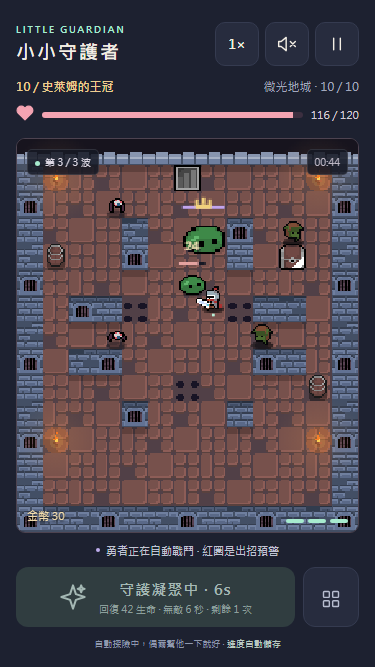 LITTLE GUARDIAN
小小守護者
1×
10 / 史萊姆的王冠
微光地城 · 10 / 10
116 / 120
第 3 / 3 波
00:44
24
金幣 30
勇者正在自動戰鬥 · 紅圈是出招預警
守護凝聚中 · 6s
回復 42 生命 · 無敵 6 秒 · 剩餘 1 次
自動探險中，偶爾幫他一下就好 · 進度自動儲存